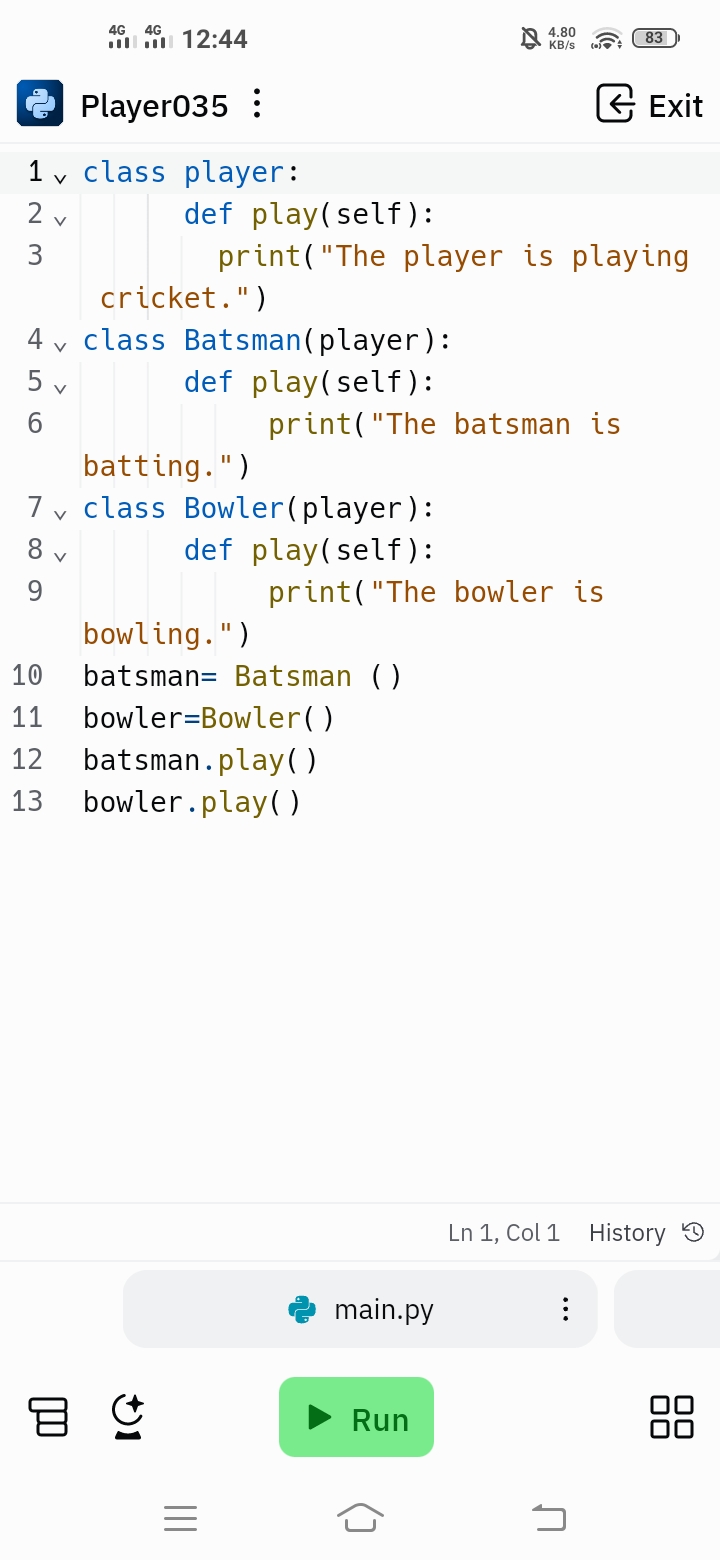 4G 4G 12:44 4.80 KB/s 83
Player035 Exit
1 class player:
2 def play(self):
3 print("The player is playing
cricket.")
4 class Batsman(player):
5 def play(self):
6 print("The batsman is
batting.")
7 class Bowler(player):
8 def play(self):
9 print("The bowler is
bowling.")
10 batsman= Batsman ()
11 bowler=Bowler()
12 batsman.play()
13 bowler.play()
Ln 1, Col 1 History
main.py
Run